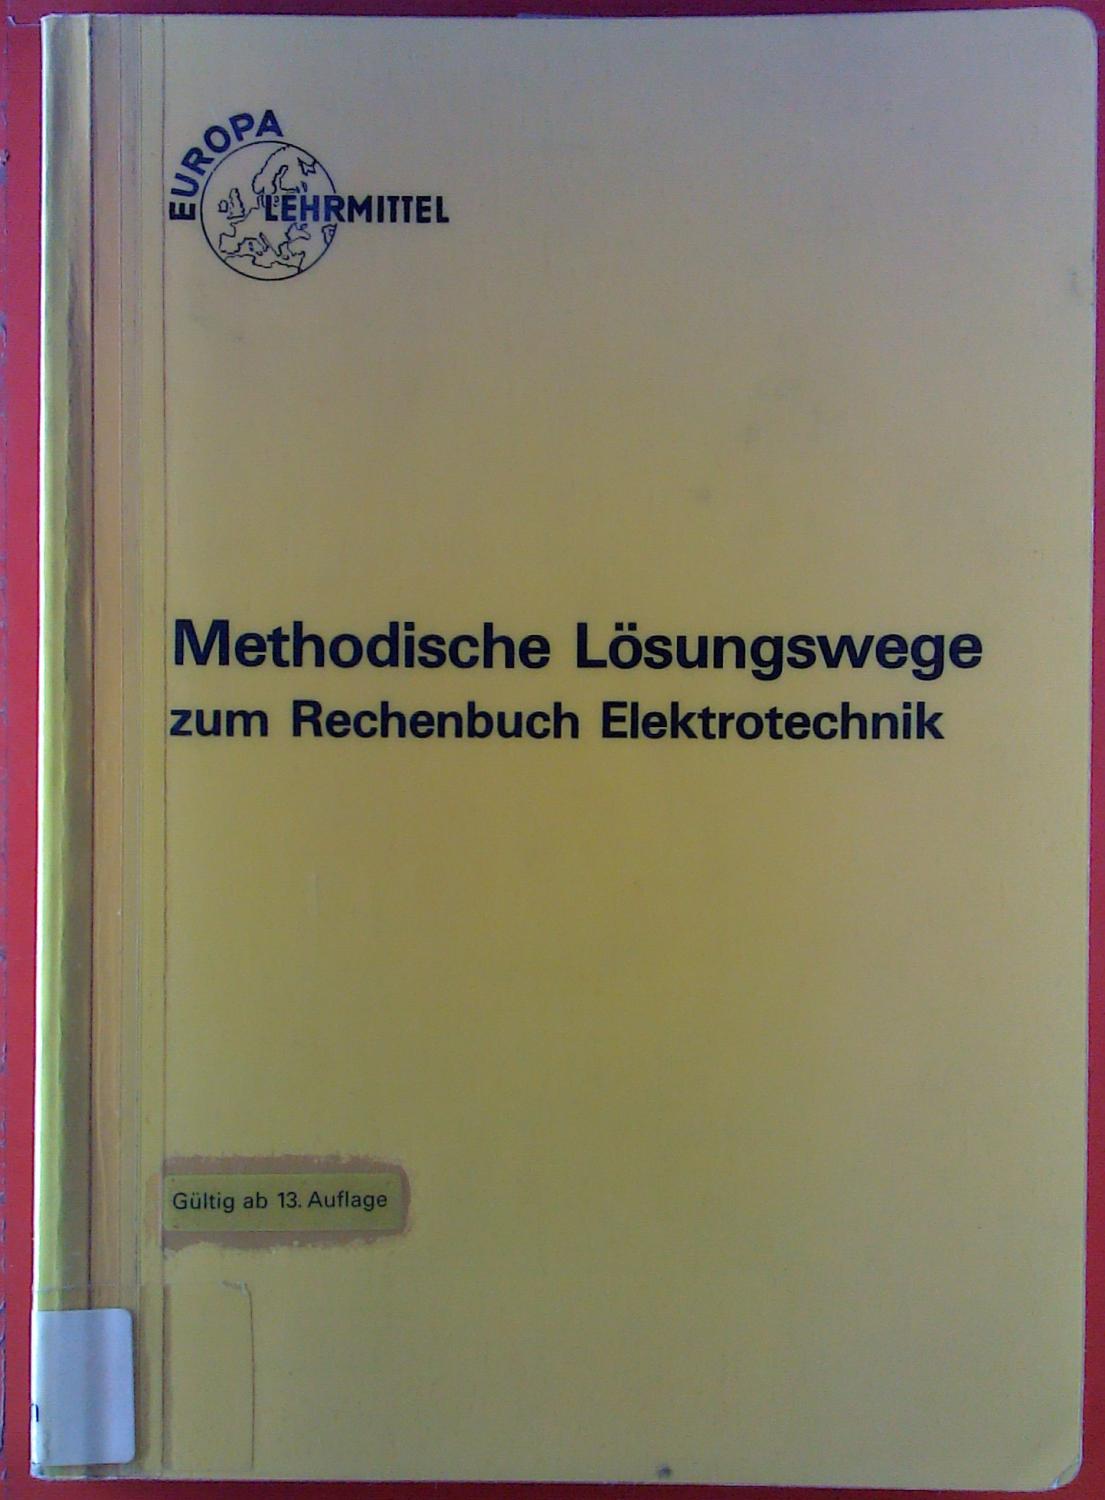 EUROPA
LEHRMITTEL
Methodische Lösungswege
zum Rechenbuch Elektrotechnik
Gültig ab 13. Auflage
n